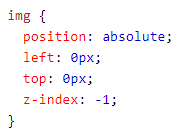 img {
  position: absolute;
  left: 0px;
  top: 0px;
  z-index: -1;
}